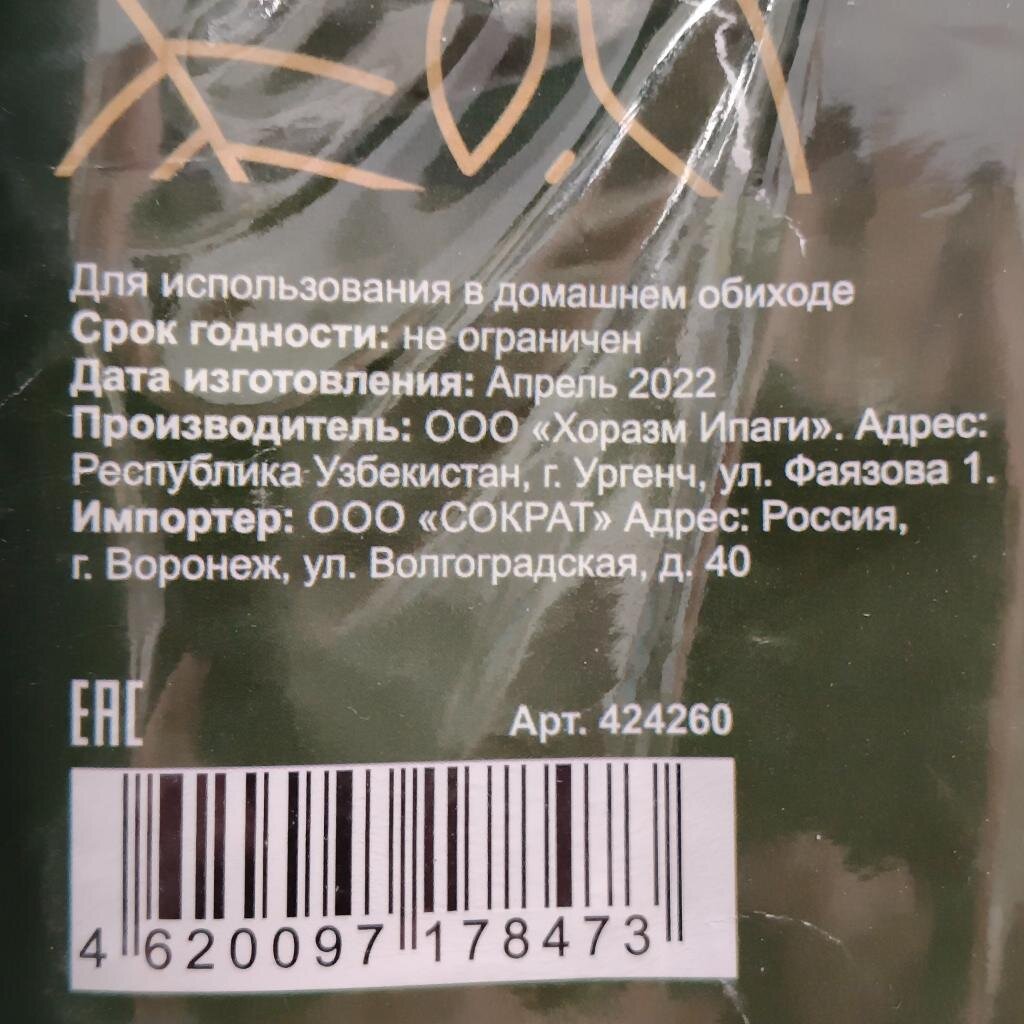 Для использования в домашнем обиходе
Срок годности: не ограничен
Дата изготовления: Апрель 2022
Производитель: ООО «Хоразм Ипаги». Адрес:
Республика Узбекистан, г. Ургенч, ул. Фаязова 1.
Импортер: ООО «СОКРАТ» Адрес: Россия,
г. Воронеж, ул. Волгоградская, д. 40
EAC
Арт. 424260
4 620097 178473